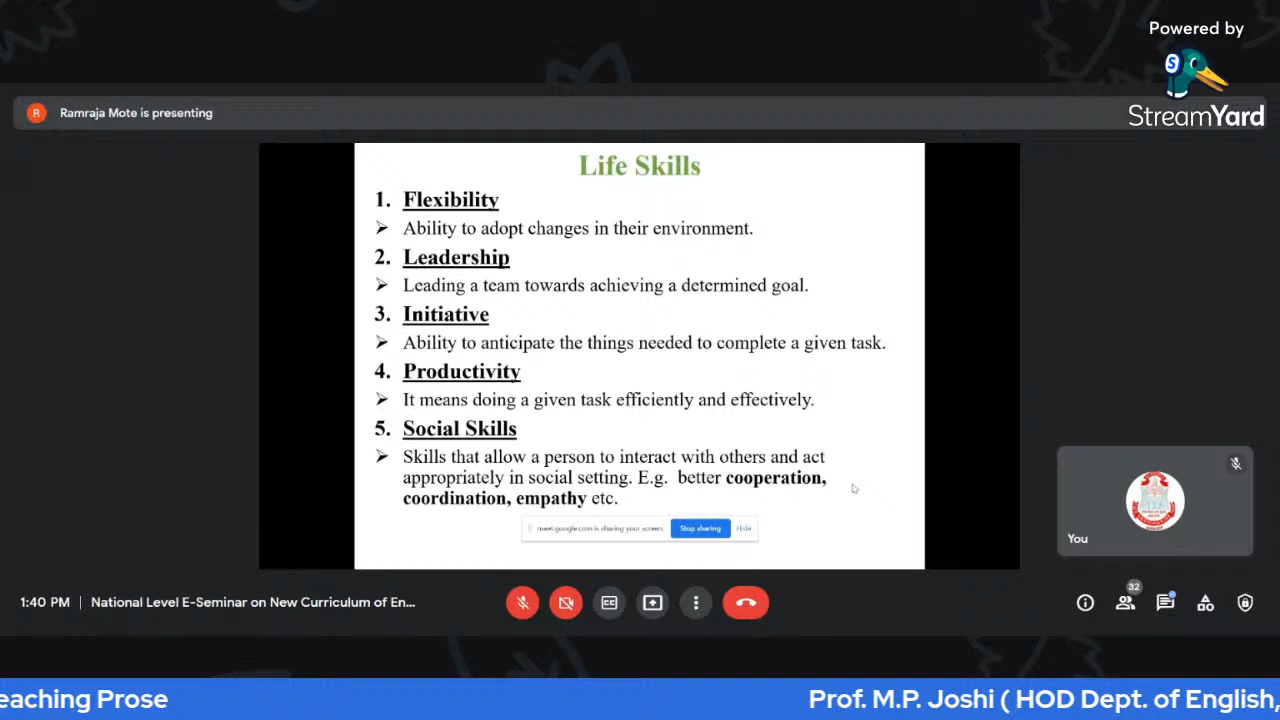 Powered by
StreamYard
R
Ramraja Mote is presenting
Life Skills
1. Flexibility
➢ Ability to adopt changes in their environment.
2. Leadership
➢ Leading a team towards achieving a determined goal.
3. Initiative
➢ Ability to anticipate the things needed to complete a given task.
4. Productivity
➢ It means doing a given task efficiently and effectively.
5. Social Skills
➢ Skills that allow a person to interact with others and act
appropriately in social setting. E.g. better cooperation,
coordination, empathy etc.
meet.google.com is sharing your screen. Stop sharing Hide
You
1:40 PM | National Level E-Seminar on New Curriculum of En...
CC
32
eaching Prose
Prof. M.P. Joshi ( HOD Dept. of English,